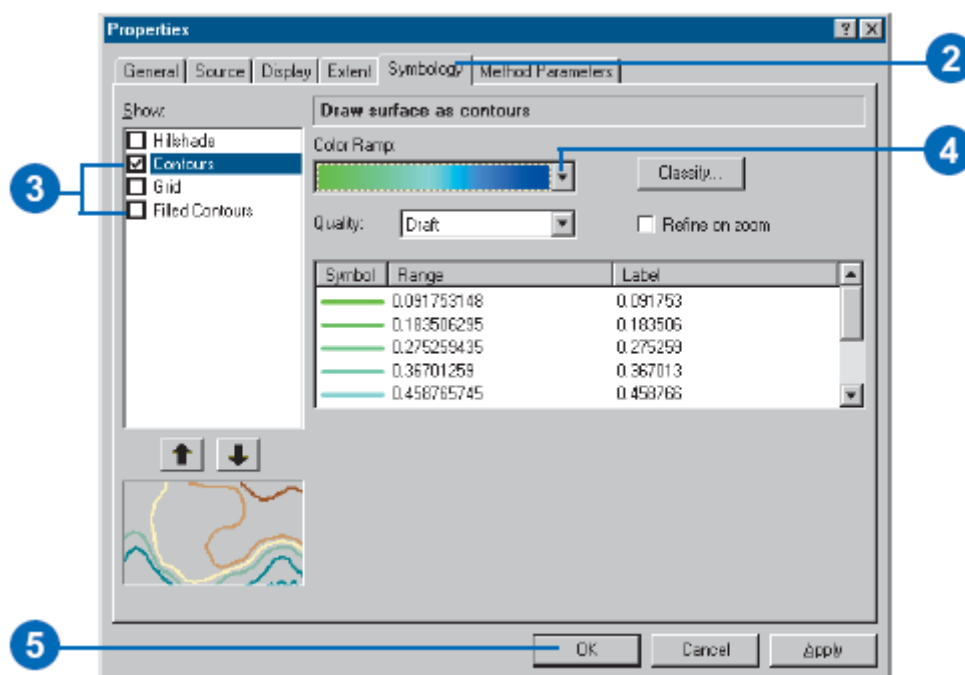 Properties
General Source Display Extent Symbology Method Parameters
2
Show:
Draw surface as contours
Hillshade
Contours
Grid
Filled Contours
3
Color Ramp:
4
Classify...
Quality: Draft
Refine on zoom
Symbol Range Label
0.091753148 0.091753
0.183506295 0.183506
0.275259435 0.275259
0.36701259 0.367013
0.458765745 0.458766
5
OK Cancel Apply